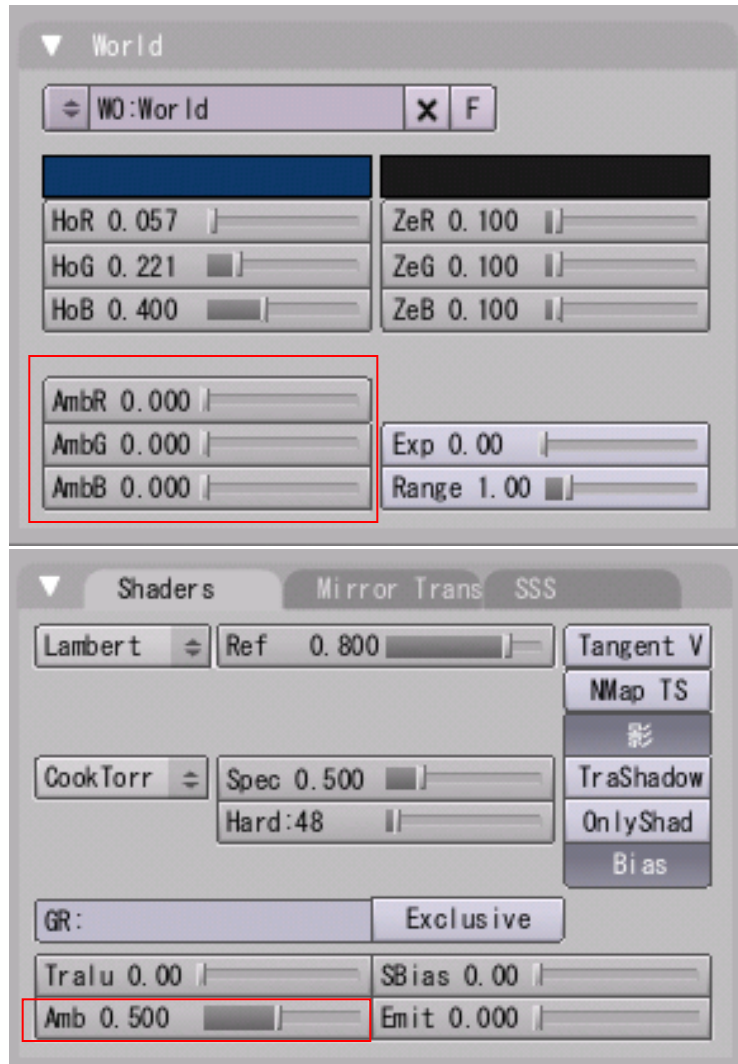 World
WO:World F
HoR 0.057 ZeR 0.100
HoG 0.221 ZeG 0.100
HoB 0.400 ZeB 0.100
AmbR 0.000
AmbG 0.000 Exp 0.00
AmbB 0.000 Range 1.00
Shaders Mirror Trans SSS
Lambert Ref 0.800 Tangent V
NMap TS
影
CookTorr Spec 0.500 TraShadow
Hard:48 OnlyShad
Bias
GR: Exclusive
Tralu 0.00 SBias 0.00
Amb 0.500 Emit 0.000